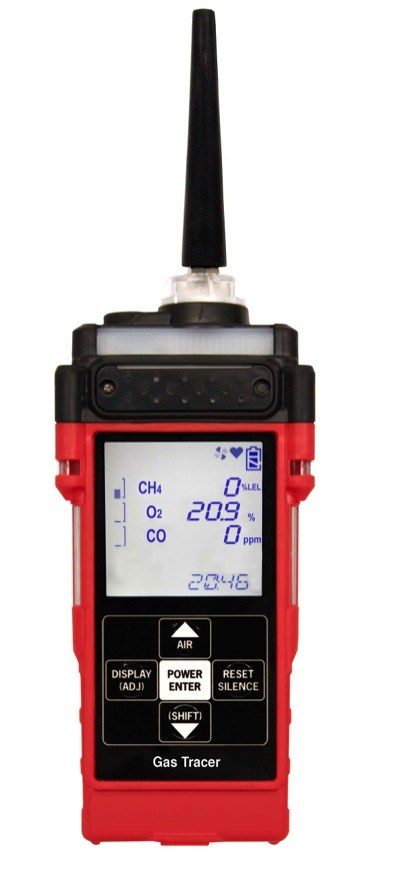 CH4 0 %LEL
O2 20.9 %
CO 0 ppm
20:46
AIR
DISPLAY
(ADJ)
POWER
ENTER
RESET
SILENCE
(SHIFT)
Gas Tracer